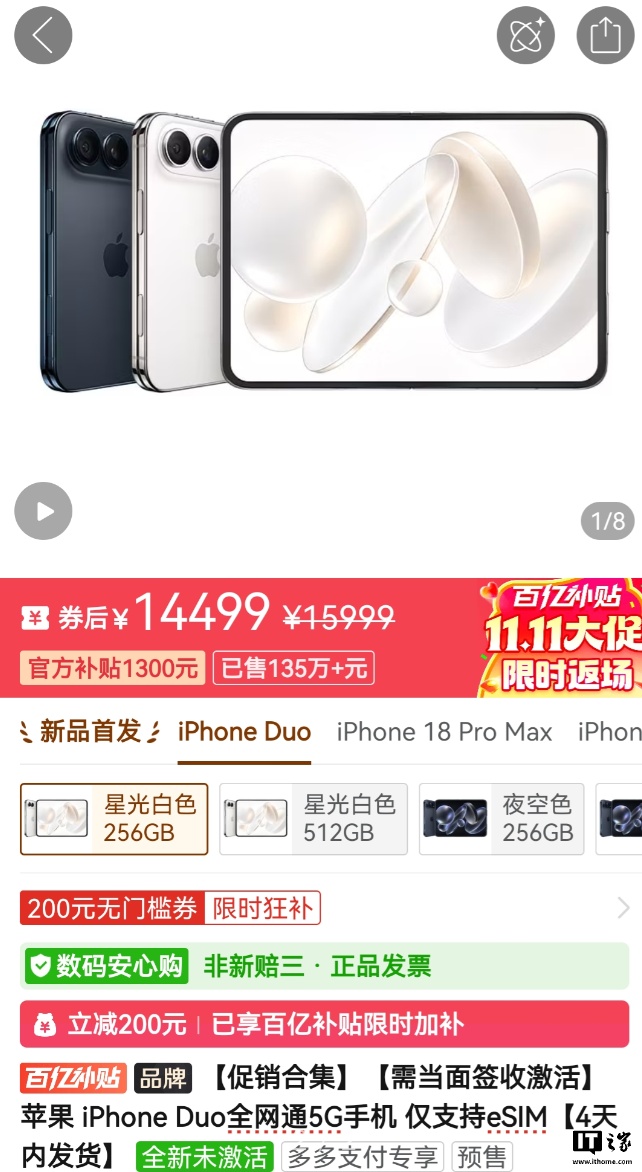 1/8
券后¥14499 ¥15999
官方补贴1300元 已售135万+元
百亿补贴
11.11大促
限时返场
新品首发 iPhone Duo iPhone 18 Pro Max iPhon
星光白色 星光白色 夜空色
256GB 512GB 256GB
200元无门槛券 限时狂补
数码安心购 非新赔三 · 正品发票
立减200元 | 已享百亿补贴限时加补
百亿补贴 品牌 【促销合集】【需当面签收激活】
苹果 iPhone Duo全网通5G手机 仅支持eSIM【4天
内发货】 全新未激活 多多支付专享 预售
IT之家
www.ithome.com